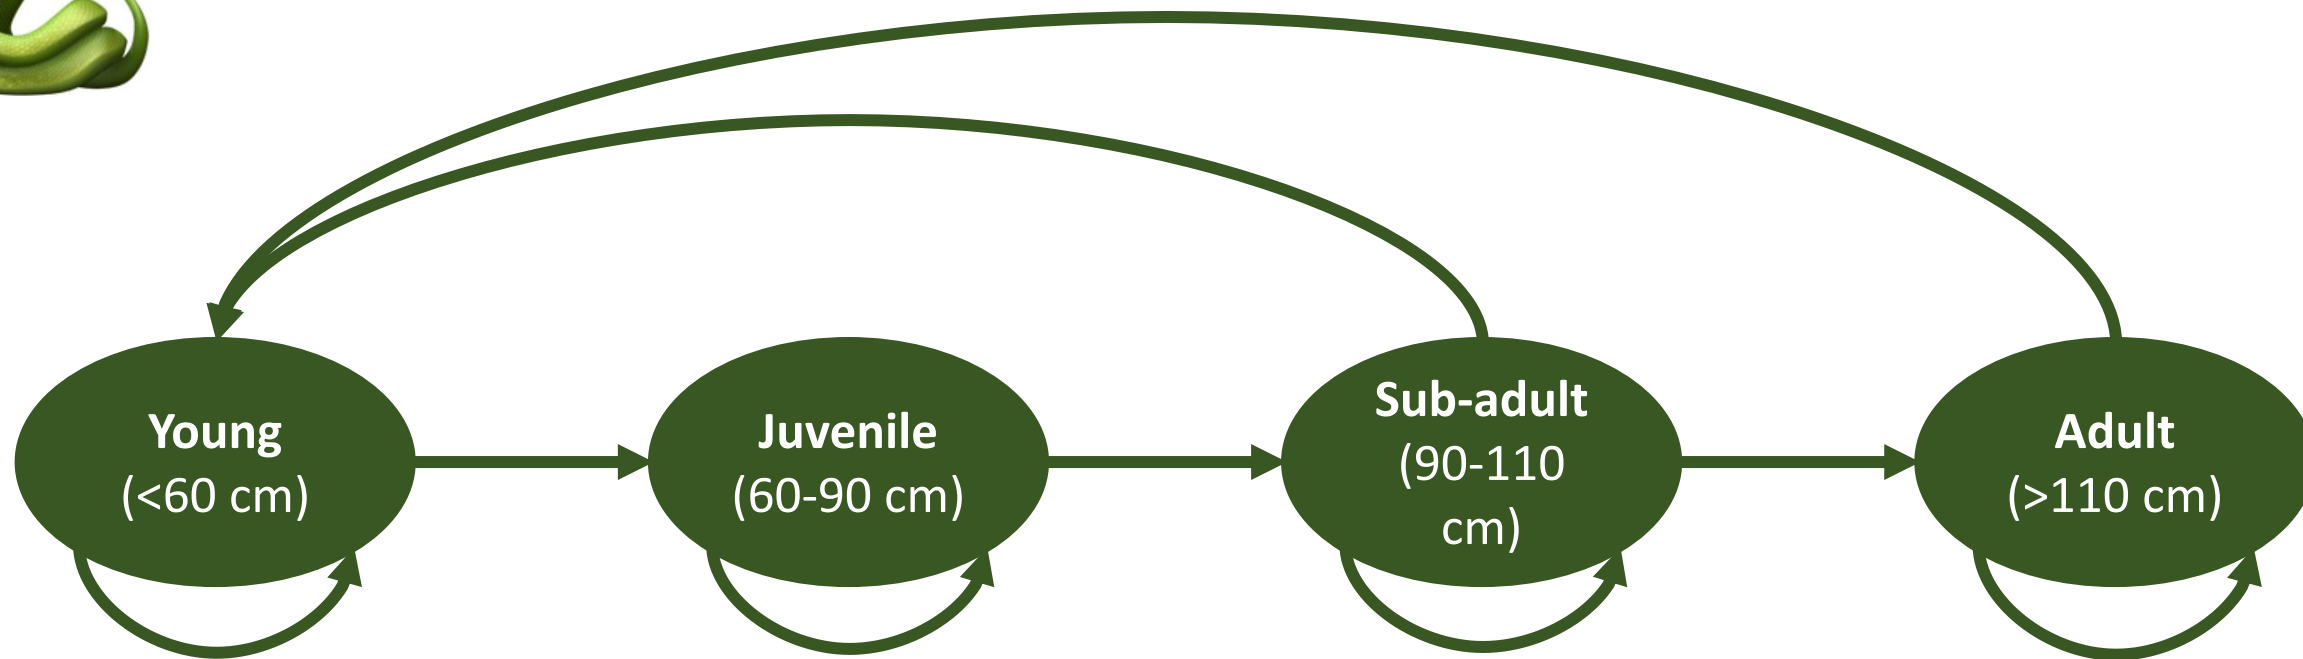 Young
(<60 cm)
Juvenile
(60-90 cm)
Sub-adult
(90-110
cm)
Adult
(>110 cm)